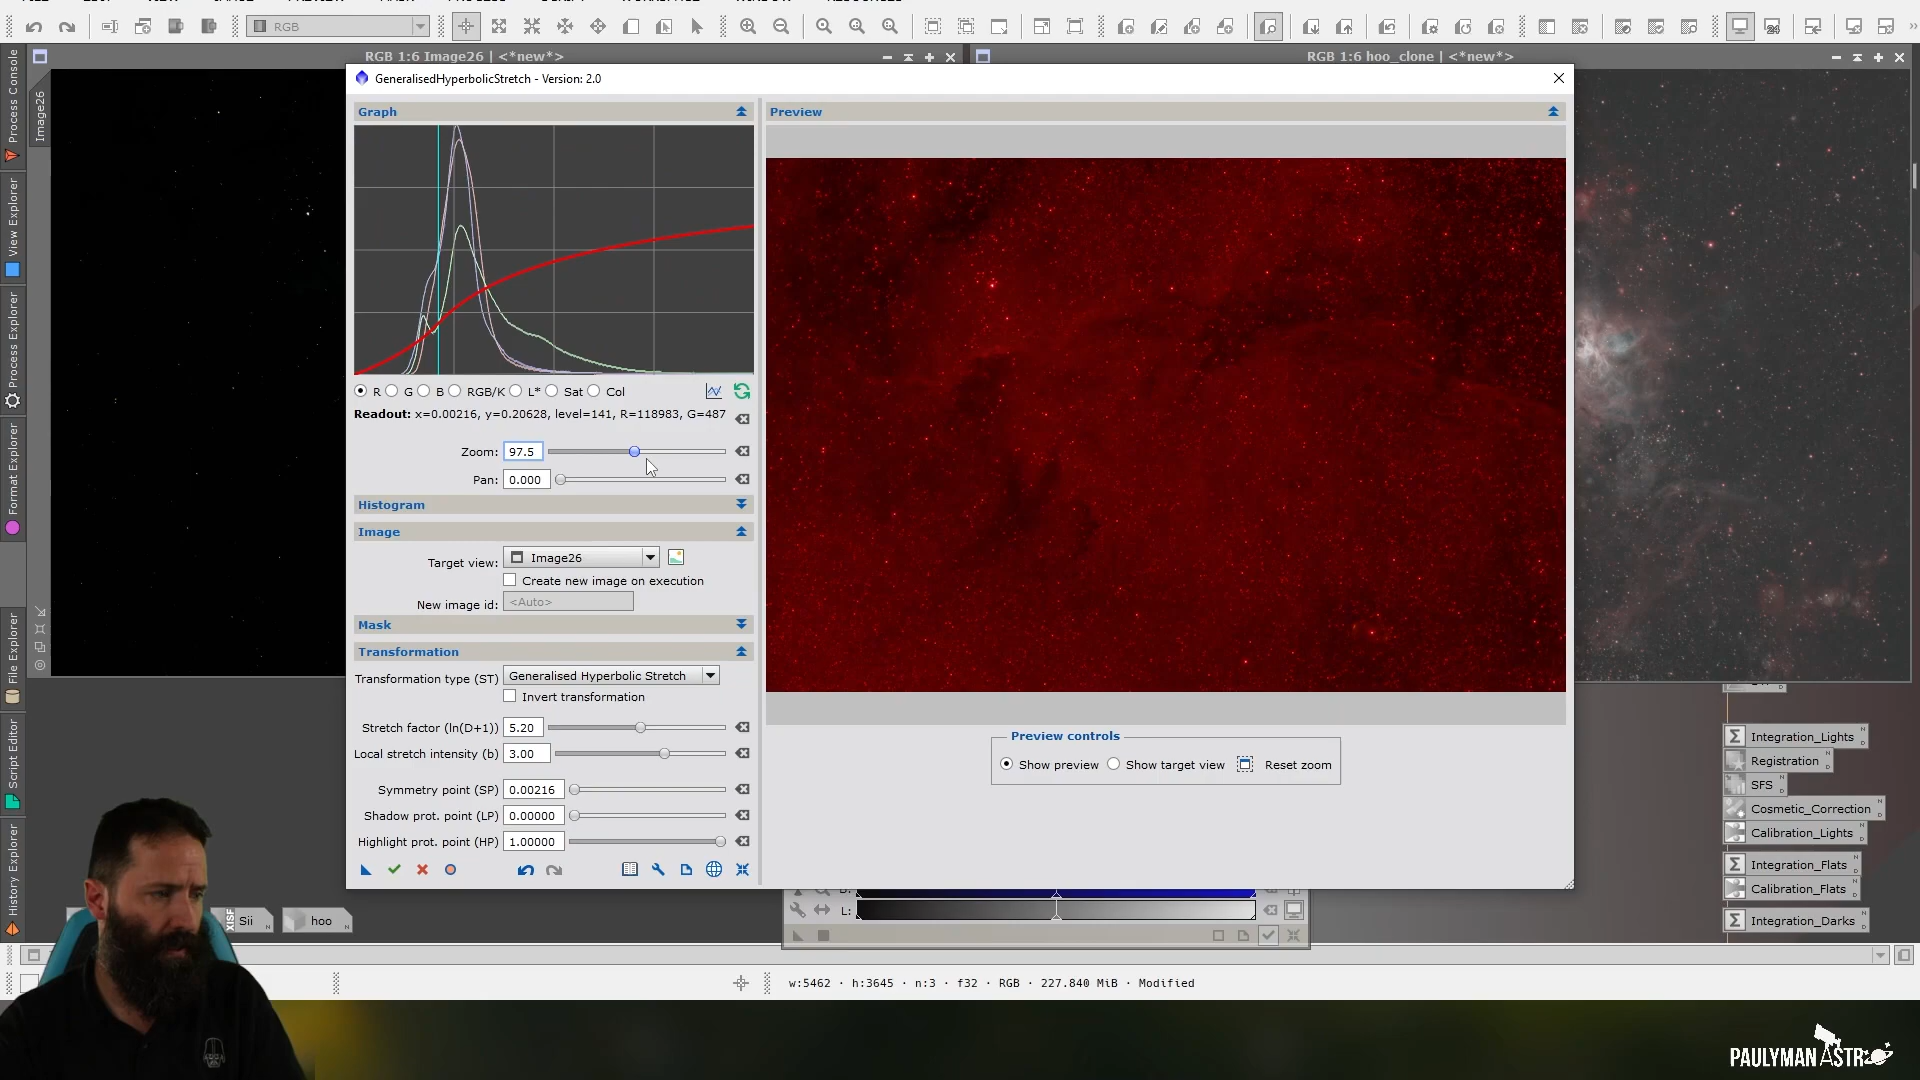 RGB
RGB 1:6 Image26 | <*new*>
RGB 1:6 hoo_clone | <*new*>
Process Console
View Explorer
Process Explorer
Format Explorer
File Explorer
Script Editor
History Explorer
Image26
GeneralisedHyperbolicStretch - Version: 2.0
Graph
R G B RGB/K L* Sat Col
Readout: x=0.00216, y=0.20628, level=141, R=118983, G=487
Zoom: 97.5
Pan: 0.000
Histogram
Image
Target view: Image26
Create new image on execution
New image id: <Auto>
Mask
Transformation
Transformation type (ST) Generalised Hyperbolic Stretch
Invert transformation
Stretch factor (ln(D+1)) 5.20
Local stretch intensity (b) 3.00
Symmetry point (SP) 0.00216
Shadow prot. point (LP) 0.00000
Highlight prot. point (HP) 1.00000
Preview
Preview controls
Show preview Show target view Reset zoom
L:
XISF Sii
hoo
Integration_Lights
Registration
SFS
Cosmetic_Correction
Calibration_Lights
Integration_Flats
Calibration_Flats
Integration_Darks
w:5462 · h:3645 · n:3 · f32 · RGB · 227.840 MiB · Modified
PAULYMAN ASTRO